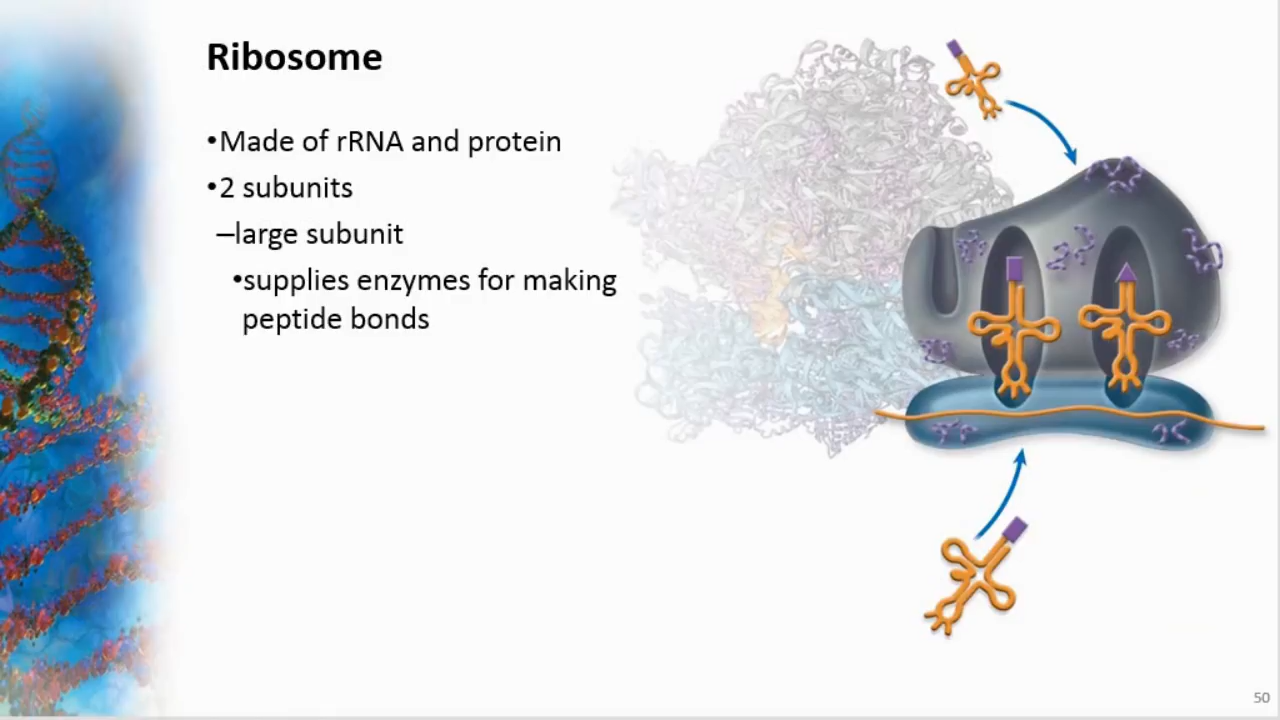 Ribosome
•Made of rRNA and protein
•2 subunits
–large subunit
•supplies enzymes for making
peptide bonds
50